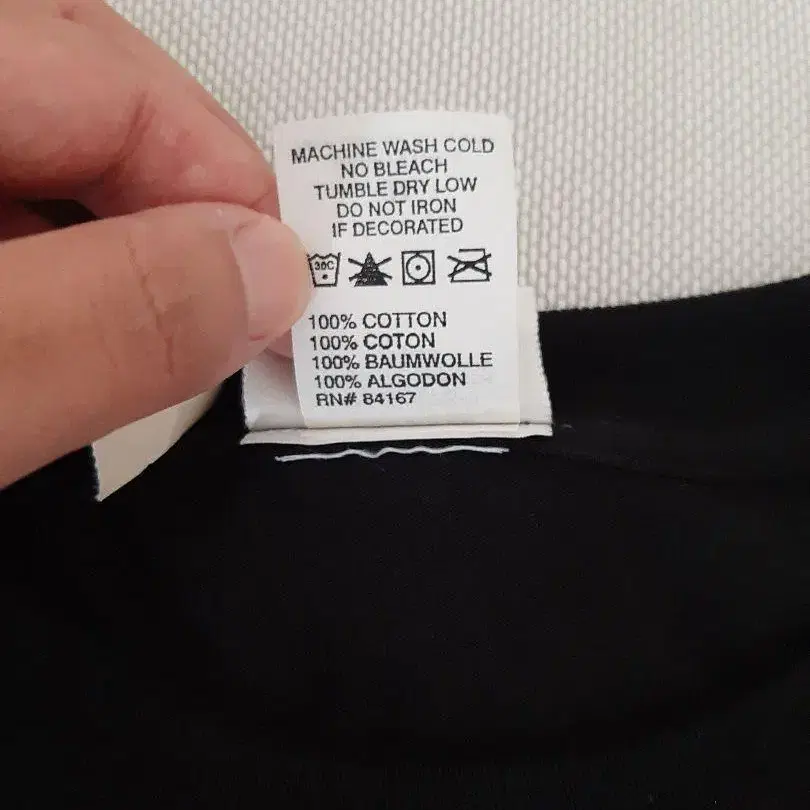 MACHINE WASH COLD
NO BLEACH
TUMBLE DRY LOW
DO NOT IRON
IF DECORATED
30C
100% COTTON
100% COTON
100% BAUMWOLLE
100% ALGODON
RN# 84167